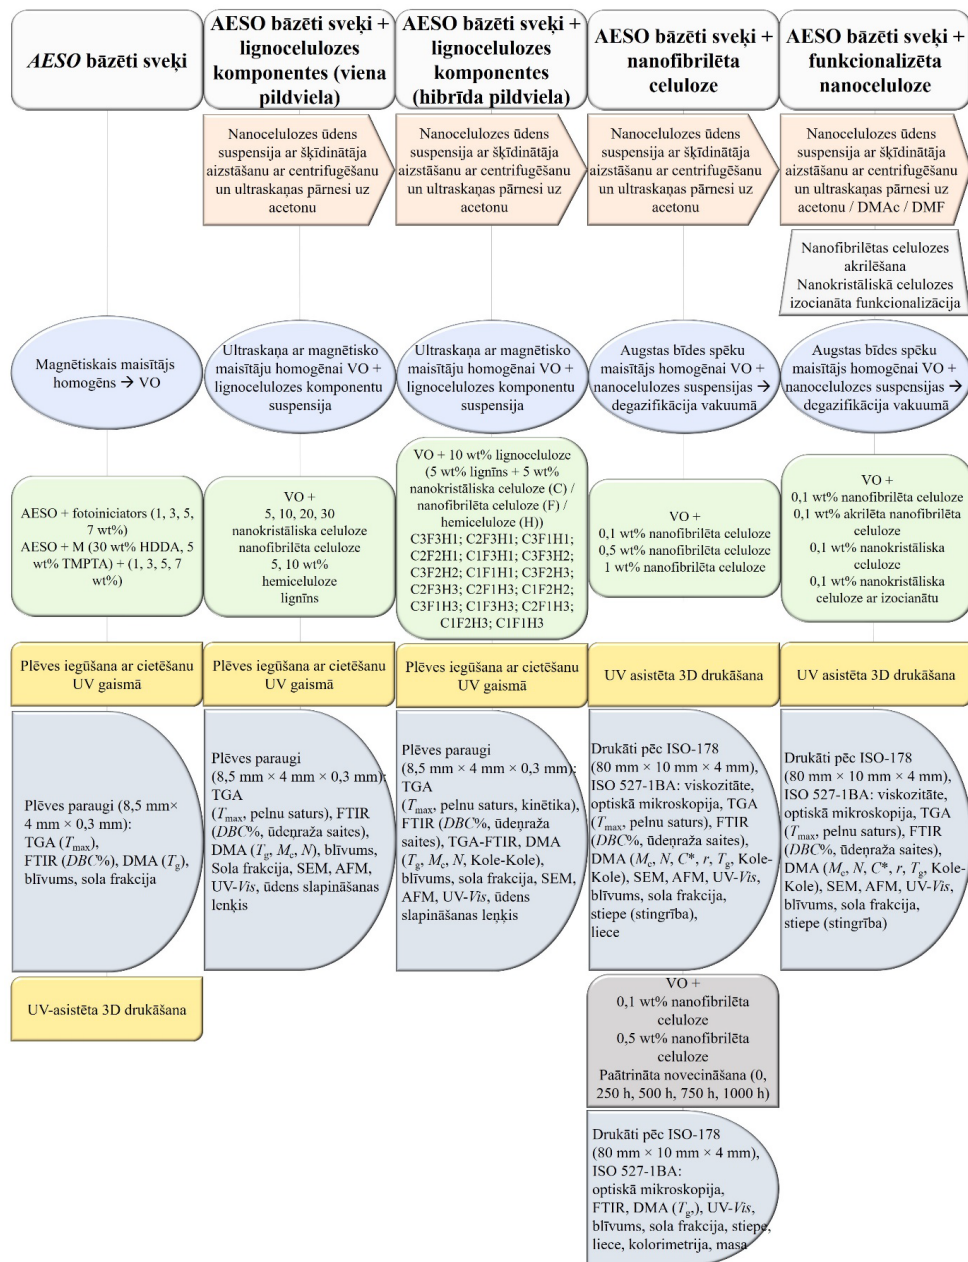 AESO bāzēti sveķi
AESO bāzēti sveķi +
lignocelulozes
komponentes (viena
pildviela)
AESO bāzēti sveķi +
lignocelulozes
komponentes
(hibrīda pildviela)
AESO bāzēti sveķi +
nanofibrilēta
celuloze
AESO bāzēti sveķi +
funkcionalizēta
nanoceluloze
Nanocelulozes ūdens
suspensija ar šķīdinātāja
aizstāšanu ar centrifugēšanu
un ultraskaņas pārnesi uz
acetonu
Nanocelulozes ūdens
suspensija ar šķīdinātāja
aizstāšanu ar centrifugēšanu
un ultraskaņas pārnesi uz
acetonu
Nanocelulozes ūdens
suspensija ar šķīdinātāja
aizstāšanu ar centrifugēšanu
un ultraskaņas pārnesi uz
acetonu
Nanocelulozes ūdens
suspensija ar šķīdinātāja
aizstāšanu ar centrifugēšanu
un ultraskaņas pārnesi uz
acetonu / DMAc / DMF
Nanofibrilētas celulozes
akrilēšana
Nanokristāliskā celulozes
izocianāta funkcionalizācija
Magnētiskais maisītājs
homogēns → VO
Ultraskaņa ar magnētisko
maisītāju homogēnai VO +
lignocelulozes komponentu
suspensija
Ultraskaņa ar magnētisko
maisītāju homogēnai VO +
lignocelulozes komponentu
suspensija
Augstas bīdes spēku
maisītājs homogēnai VO +
nanocelulozes suspensijas →
degazifikācija vakuumā
Augstas bīdes spēku
maisītājs homogēnai VO +
nanocelulozes suspensijas →
degazifikācija vakuumā
AESO + fotoiniciators (1, 3, 5,
7 wt%)
AESO + M (30 wt% HDDA, 5
wt% TMPTA) + (1, 3, 5, 7
wt%)
VO +
5, 10, 20, 30
nanokristāliska celuloze
nanofibrilēta celuloze
5, 10 wt%
hemiceluloze
lignīns
VO + 10 wt% lignoceluloze
(5 wt% lignīns + 5 wt%
nanokristāliska celuloze (C) /
nanofibrilēta celuloze (F) /
hemiceluloze (H))
C3F3H1; C2F3H1; C3F1H1;
C2F2H1; C1F3H1; C3F3H2;
C3F2H2; C1F1H1; C3F2H3;
C2F3H3; C2F1H3; C1F2H2;
C3F1H3; C1F3H3; C2F1H3;
C1F2H3; C1F1H3
VO +
0,1 wt% nanofibrilēta celuloze
0,5 wt% nanofibrilēta celuloze
1 wt% nanofibrilēta celuloze
VO +
0,1 wt% nanofibrilēta celuloze
0,1 wt% akrilēta nanofibrilēta
celuloze
0,1 wt% nanokristāliska
celuloze
0,1 wt% nanokristāliska
celuloze ar izocianātu
Plēves iegūšana ar cietēšanu
UV gaismā
Plēves iegūšana ar cietēšanu
UV gaismā
Plēves iegūšana ar cietēšanu
UV gaismā
UV asistēta 3D drukāšana
UV asistēta 3D drukāšana
Plēves paraugi (8,5 mm×
4 mm × 0,3 mm):
TGA (Tmax),
FTIR (DBC%), DMA (Tg),
blīvums, sola frakcija
Plēves paraugi
(8,5 mm × 4 mm × 0,3 mm):
TGA
(Tmax, pelnu saturs), FTIR
(DBC%, ūdeņraža saites),
DMA (Tg, Mc, N), blīvums,
Sola frakcija, SEM, AFM,
UV-Vis, ūdens slapināšanas
lenķis
Plēves paraugi
(8,5 mm × 4 mm × 0,3 mm):
TGA
(Tmax, pelnu saturs, kinētika),
FTIR (DBC%, ūdeņraža
saites), TGA-FTIR, DMA
(Tg, Mc, N, Kole-Kole),
blīvums, sola frakcija, SEM,
AFM, UV-Vis, ūdens
slapināšanas leņķis
Drukāti pēc ISO-178
(80 mm × 10 mm × 4 mm),
ISO 527-1BA: viskozitāte,
optiskā mikroskopija, TGA
(Tmax, pelnu saturs), FTIR
(DBC%, ūdeņraža saites),
DMA (Mc, N, C*, r, Tg, Kole-
Kole), SEM, AFM, UV-Vis,
blīvums, sola frakcija,
stiepe (stingrība),
liece
Drukāti pēc ISO-178
(80 mm × 10 mm × 4 mm),
ISO 527-1BA: viskozitāte,
optiskā mikroskopija, TGA
(Tmax, pelnu saturs), FTIR
(DBC%, ūdeņraža saites),
DMA (Mc, N, C*, r, Tg, Kole-
Kole), SEM, AFM, UV-Vis,
blīvums, sola frakcija,
stiepe (stingrība)
UV-asistēta 3D drukāšana
VO +
0,1 wt% nanofibrilēta
celuloze
0,5 wt% nanofibrilēta
celuloze
Paātrināta novecināšana (0,
250 h, 500 h, 750 h, 1000 h)
Drukāti pēc ISO-178
(80 mm × 10 mm × 4 mm),
ISO 527-1BA:
optiskā mikroskopija,
FTIR, DMA (Tg,), UV-Vis,
blīvums, sola frakcija, stiepe,
liece, kolorimetrija, masa